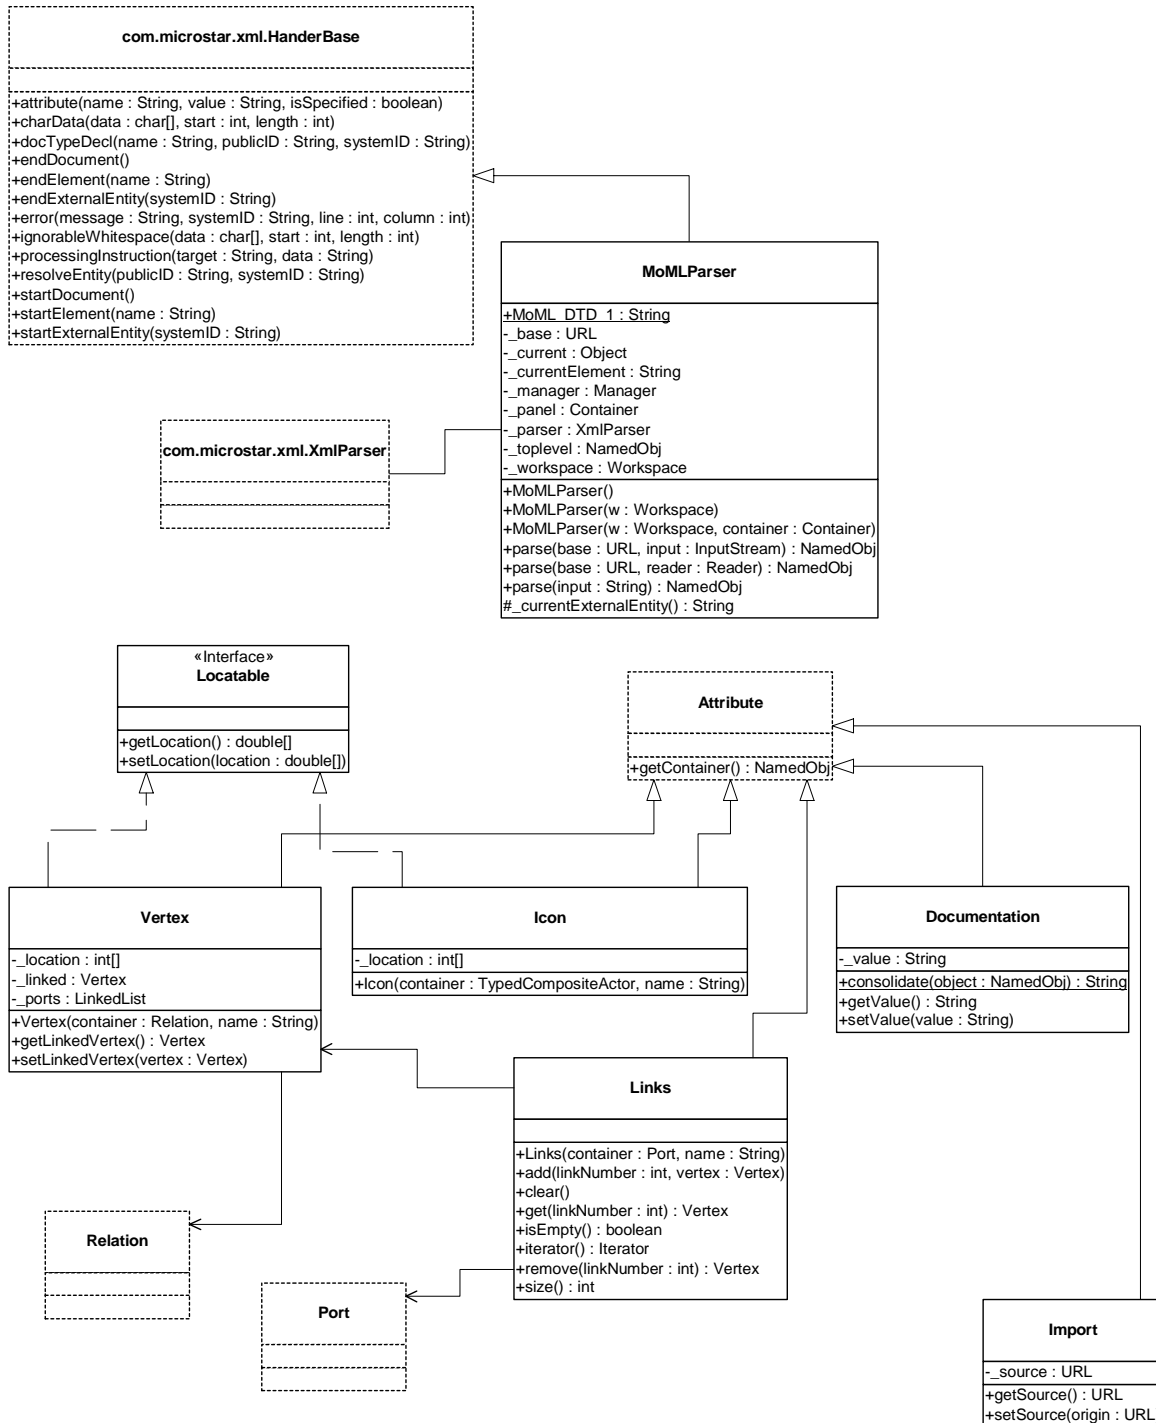 com.microstar.xml.HanderBase
+attribute(name : String, value : String, isSpecified : boolean)
+charData(data : char[], start : int, length : int)
+docTypeDecl(name : String, publicID : String, systemID : String)
+endDocument()
+endElement(name : String)
+endExternalEntity(systemID : String)
+error(message : String, systemID : String, line : int, column : int)
+ignorableWhitespace(data : char[], start : int, length : int)
+processingInstruction(target : String, data : String)
+resolveEntity(publicID : String, systemID : String)
+startDocument()
+startElement(name : String)
+startExternalEntity(systemID : String)
MoMLParser
+MoML_DTD_1 : String
-_base : URL
-_current : Object
-_currentElement : String
-_manager : Manager
-_panel : Container
-_parser : XmlParser
-_toplevel : NamedObj
-_workspace : Workspace
+MoMLParser()
+MoMLParser(w : Workspace)
+MoMLParser(w : Workspace, container : Container)
+parse(base : URL, input : InputStream) : NamedObj
+parse(base : URL, reader : Reader) : NamedObj
+parse(input : String) : NamedObj
#_currentExternalEntity() : String
com.microstar.xml.XmlParser
«Interface»
Locatable
+getLocation() : double[]
+setLocation(location : double[])
Attribute
+getContainer() : NamedObj
Vertex
-_location : int[]
-_linked : Vertex
-_ports : LinkedList
+Vertex(container : Relation, name : String)
+getLinkedVertex() : Vertex
+setLinkedVertex(vertex : Vertex)
Icon
-_location : int[]
+Icon(container : TypedCompositeActor, name : String)
Documentation
-_value : String
+consolidate(object : NamedObj) : String
+getValue() : String
+setValue(value : String)
Links
+Links(container : Port, name : String)
+add(linkNumber : int, vertex : Vertex)
+clear()
+get(linkNumber : int) : Vertex
+isEmpty() : boolean
+iterator() : Iterator
+remove(linkNumber : int) : Vertex
+size() : int
Relation
Port
Import
-_source : URL
+getSource() : URL
+setSource(origin : URL